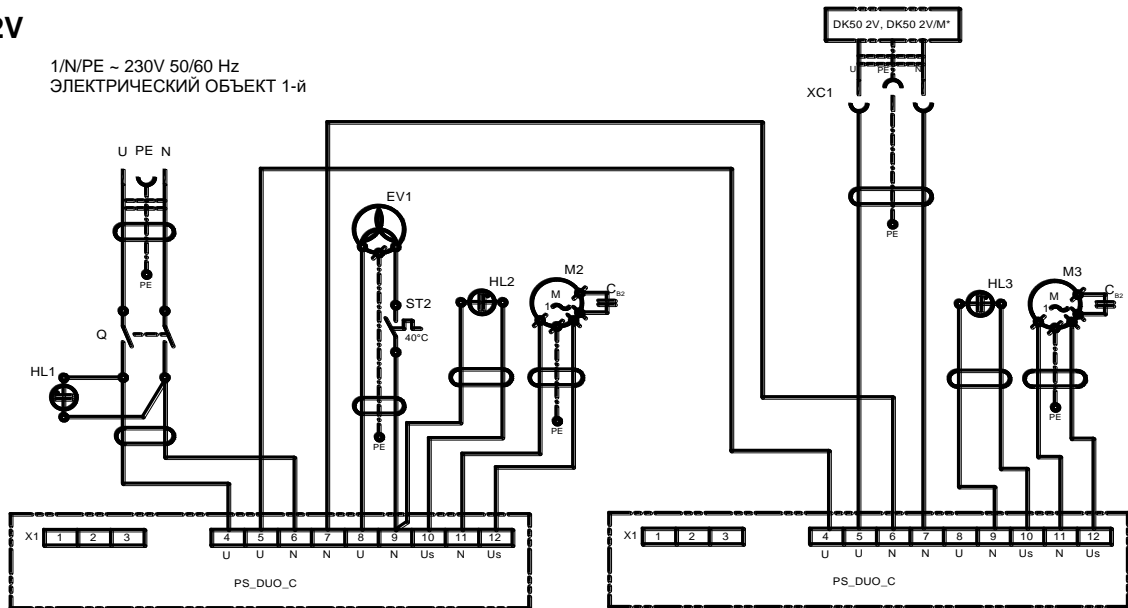 2V
1/N/PE ~ 230V 50/60 Hz
ЭЛЕКТРИЧЕСКИЙ ОБЪЕКТ 1-й
DK50 2V, DK50 2V/M*
U PE N
XC1
U PE N
EV1
PE
PE
Q
ST2
40°C
HL1
HL2
M2
M
1
CB2
HL3
M3
M
1
CB2
PE
PE
PE
X1 1 2 3 4 5 6 7 8 9 10 11 12
U U N N U N Us N Us
PS_DUO_C
X1 1 2 3 4 5 6 7 8 9 10 11 12
U U N N U N Us N Us
PS_DUO_C